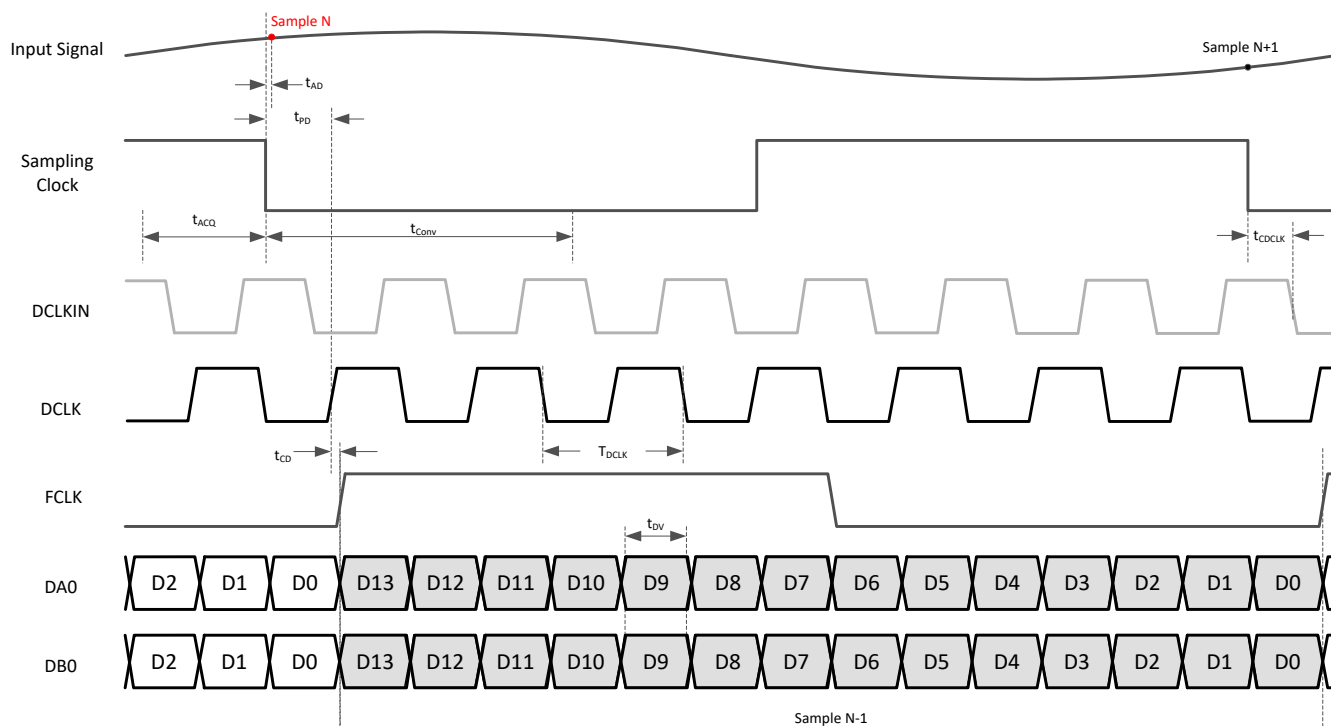 Sample N
Input Signal
Sample N+1
tAD
tPD
Sampling
Clock
tACQ
tConv
tCDCLK
DCLKIN
DCLK
tCD
TDCLK
FCLK
tDV
DA0 D2 D1 D0 D13 D12 D11 D10 D9 D8 D7 D6 D5 D4 D3 D2 D1 D0
DB0 D2 D1 D0 D13 D12 D11 D10 D9 D8 D7 D6 D5 D4 D3 D2 D1 D0
Sample N-1